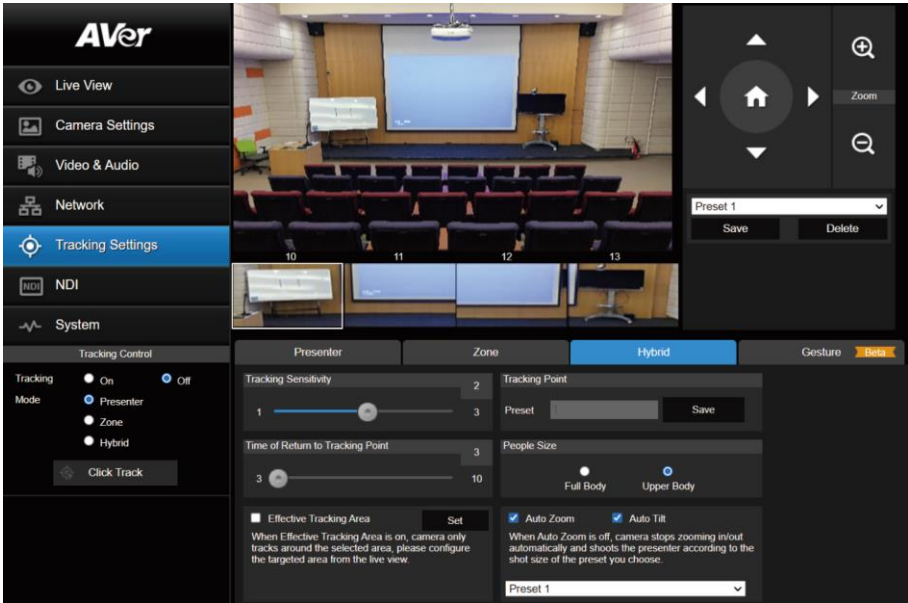 AVer
Live View
Camera Settings
Video & Audio
Network
Tracking Settings
NDI NDI
System
Tracking Control
Tracking On Off
Mode Presenter
Zone
Hybrid
Click Track
10 11 12 13
Zoom
Preset 1
Save Delete
Presenter Zone Hybrid Gesture Beta
Tracking Sensitivity 2
1 3
Time of Return to Tracking Point 3
3 10
Effective Tracking Area Set
When Effective Tracking Area is on, camera only
tracks around the selected area, please configure
the targeted area from the live view.
Tracking Point
Preset 1 Save
People Size
Full Body Upper Body
Auto Zoom Auto Tilt
When Auto Zoom is off, camera stops zooming in/out
automatically and shoots the presenter according to the
shot size of the preset you choose.
Preset 1